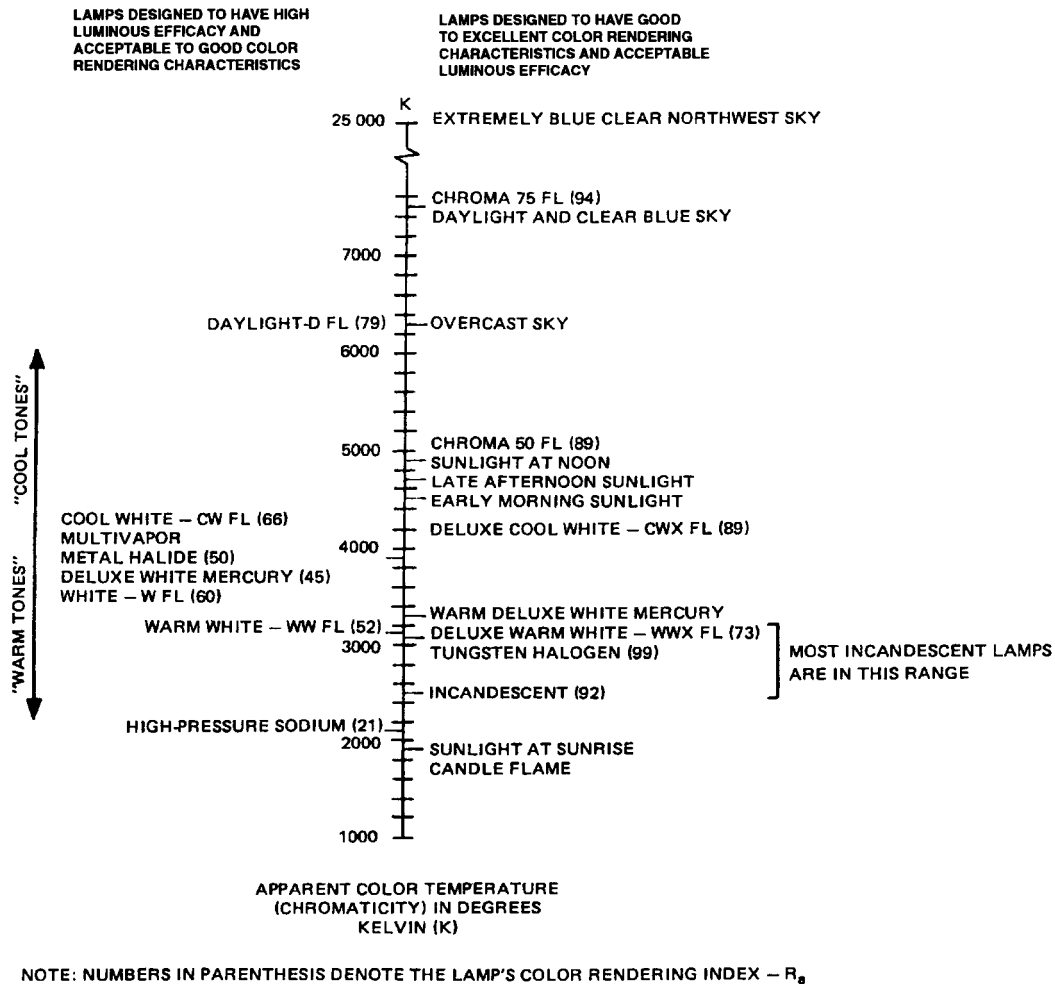 LAMPS DESIGNED TO HAVE HIGH
LUMINOUS EFFICACY AND
ACCEPTABLE TO GOOD COLOR
RENDERING CHARACTERISTICS
LAMPS DESIGNED TO HAVE GOOD
TO EXCELLENT COLOR RENDERING
CHARACTERISTICS AND ACCEPTABLE
LUMINOUS EFFICACY
K
25 000
EXTREMELY BLUE CLEAR NORTHWEST SKY
CHROMA 75 FL (94)
DAYLIGHT AND CLEAR BLUE SKY
7000
DAYLIGHT-D FL (79)
OVERCAST SKY
6000
"COOL TONES"
"WARM TONES"
5000
CHROMA 50 FL (89)
SUNLIGHT AT NOON
LATE AFTERNOON SUNLIGHT
EARLY MORNING SUNLIGHT
COOL WHITE – CW FL (66)
MULTIVAPOR
METAL HALIDE (50)
DELUXE WHITE MERCURY (45)
WHITE – W FL (60)
DELUXE COOL WHITE – CWX FL (89)
4000
WARM WHITE – WW FL (52)
WARM DELUXE WHITE MERCURY
DELUXE WARM WHITE – WWX FL (73)
3000
TUNGSTEN HALOGEN (99)
MOST INCANDESCENT LAMPS
ARE IN THIS RANGE
INCANDESCENT (92)
HIGH-PRESSURE SODIUM (21)
2000
SUNLIGHT AT SUNRISE
CANDLE FLAME
1000
APPARENT COLOR TEMPERATURE
(CHROMATICITY) IN DEGREES
KELVIN (K)
NOTE: NUMBERS IN PARENTHESIS DENOTE THE LAMP'S COLOR RENDERING INDEX – Ra